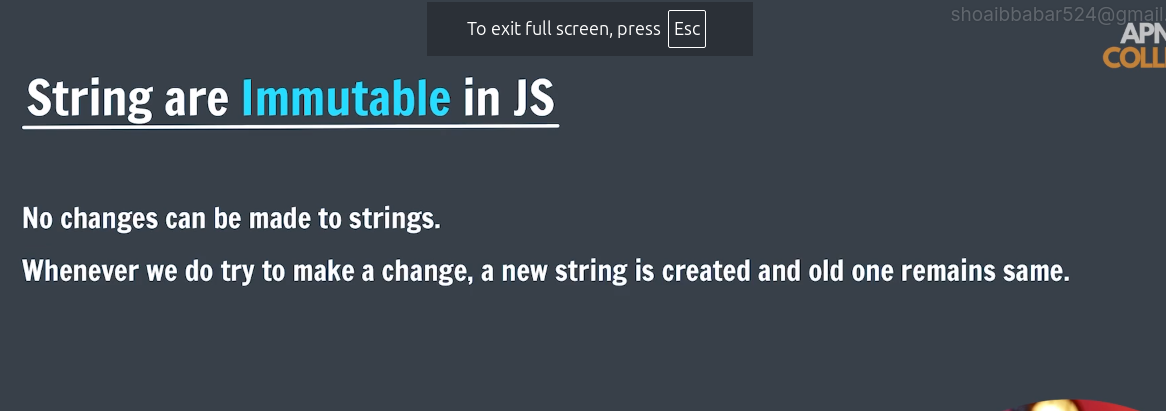 shoaibbabar524@gmail
To exit full screen, press Esc
APN
COLL
String are Immutable in JS
No changes can be made to strings.
Whenever we do try to make a change, a new string is created and old one remains same.